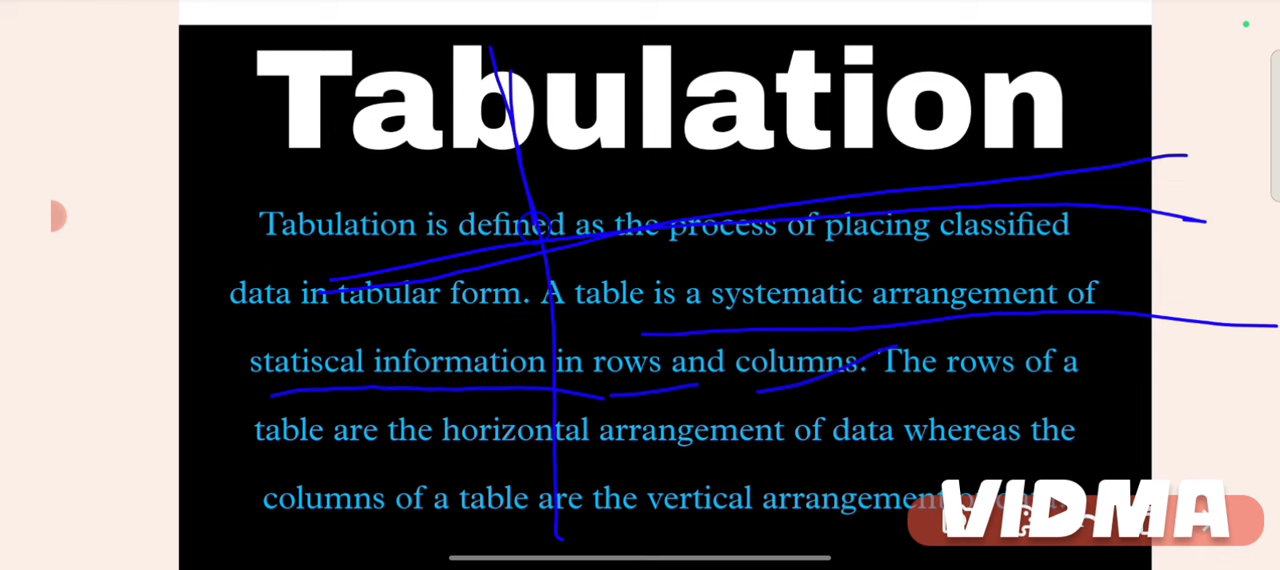 Tabulation
Tabulation is defined as the process of placing classified
data in tabular form. A table is a systematic arrangement of
statiscal information in rows and columns. The rows of a
table are the horizontal arrangement of data whereas the
columns of a table are the vertical arrangement
VIDMA